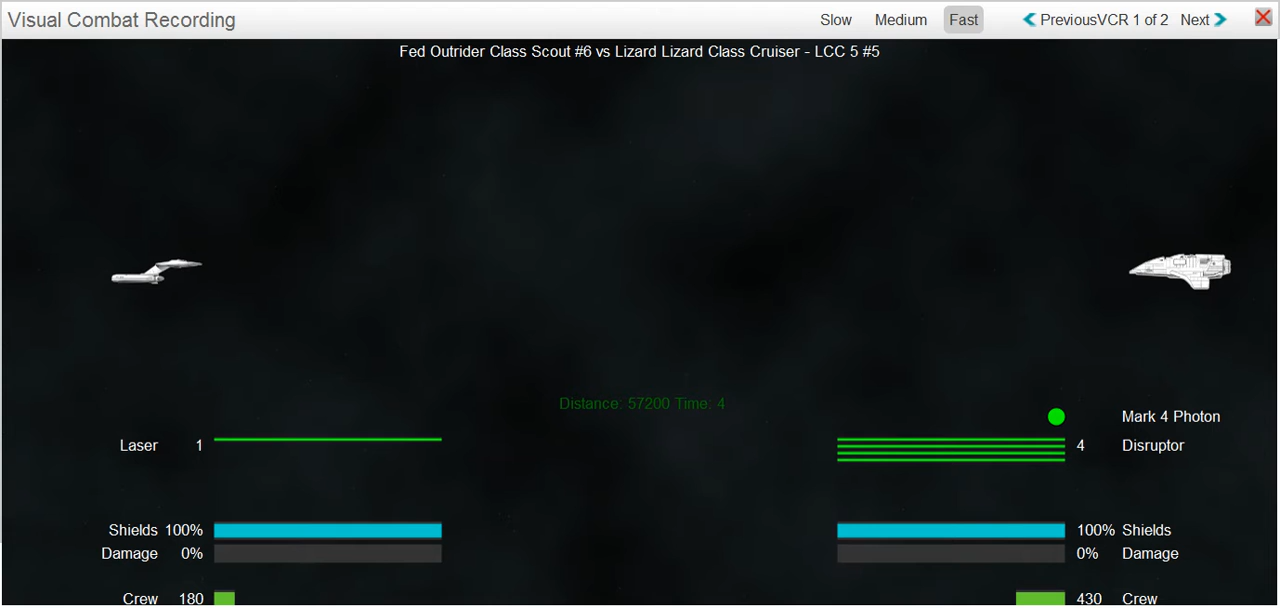 Visual Combat Recording Slow Medium Fast PreviousVCR 1 of 2 Next
Fed Outrider Class Scout #6 vs Lizard Lizard Class Cruiser - LCC 5 #5
Distance: 57200 Time: 4
Mark 4 Photon
Laser 1 4 Disruptor
Shields 100% 100% Shields
Damage 0% 0% Damage
Crew 180 430 Crew